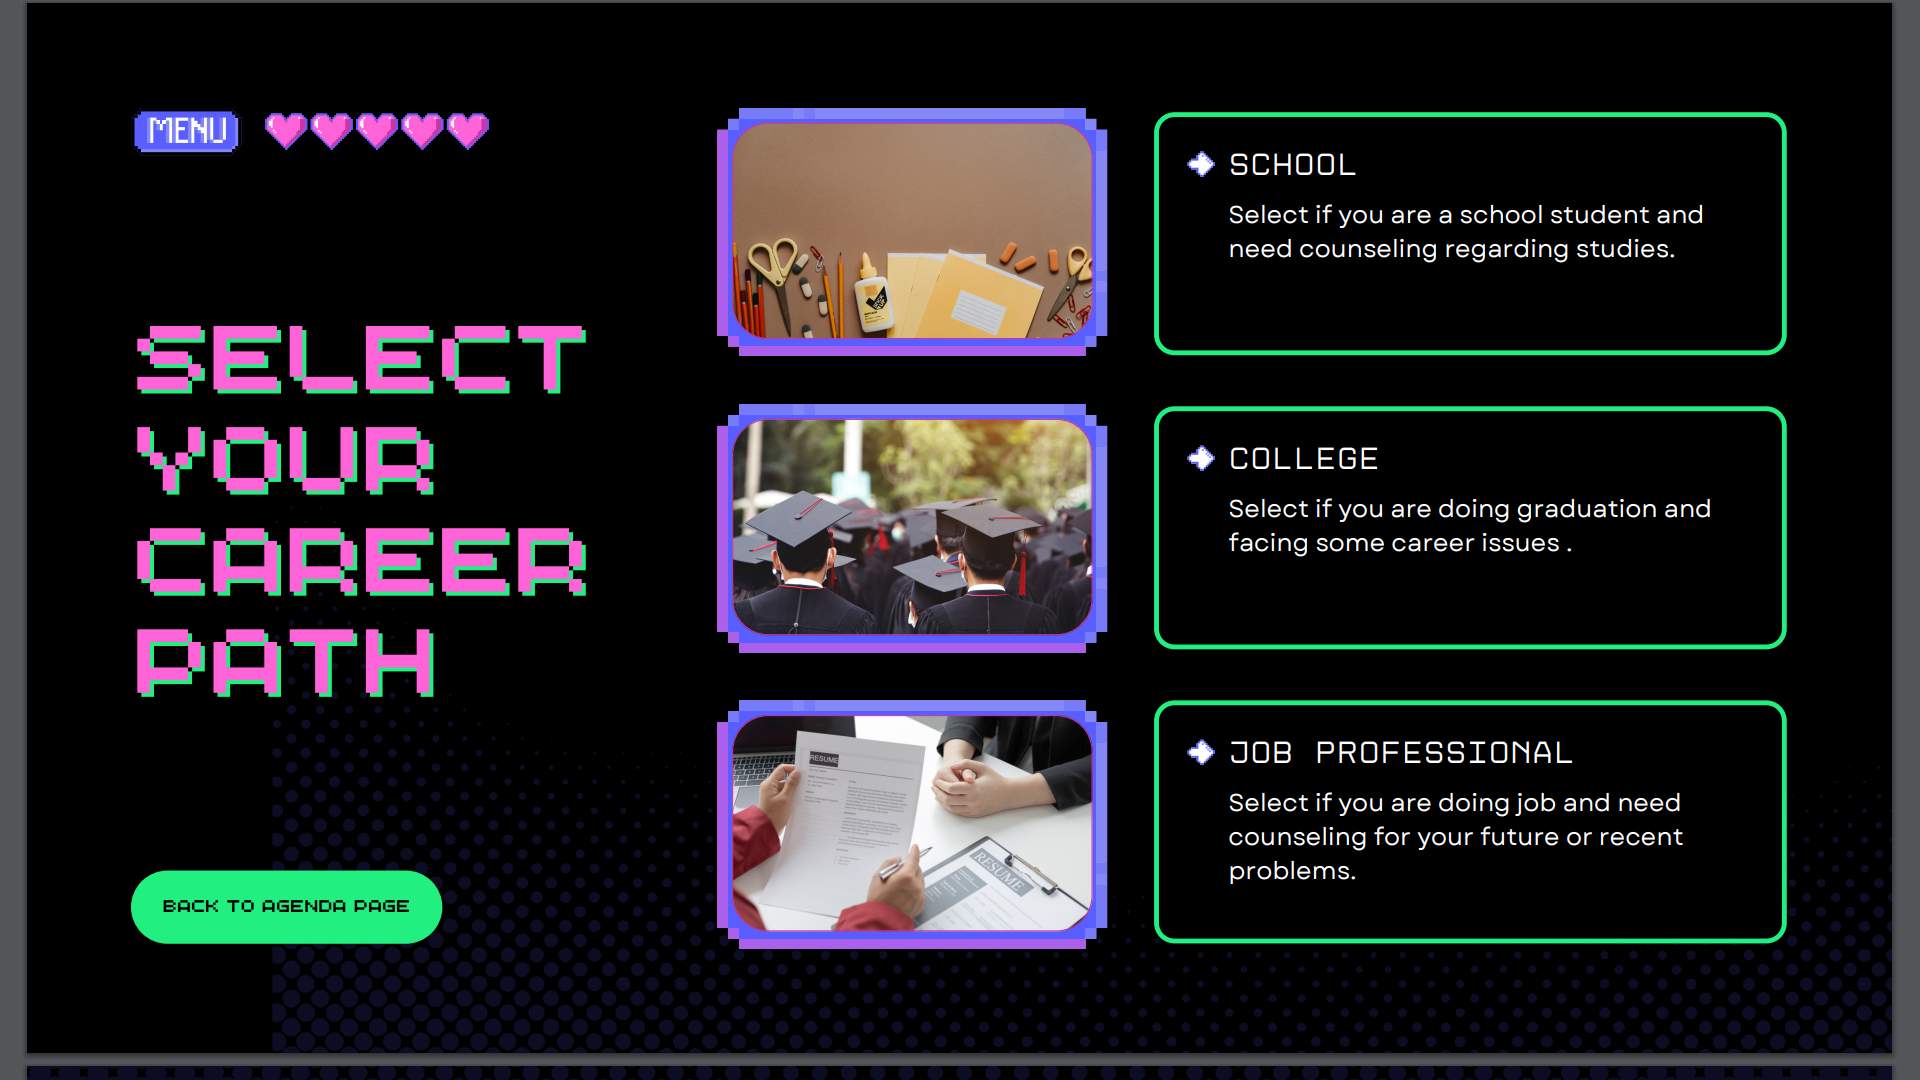 MENU
SELECT
YOUR
CAREER
PATH
BACK TO AGENDA PAGE
SCHOOL
Select if you are a school student and
need counseling regarding studies.
COLLEGE
Select if you are doing graduation and
facing some career issues .
RESUME
RESUME
JOB PROFESSIONAL
Select if you are doing job and need
counseling for your future or recent
problems.